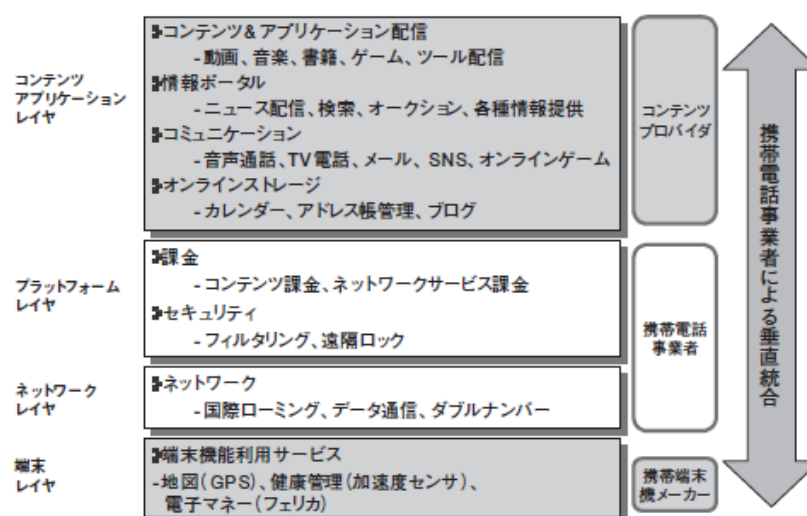 コンテンツ
アプリケーション
レイヤ
コンテンツ&アプリケーション配信
-動画、音楽、書籍、ゲーム、ツール配信
情報ポータル
-ニュース配信、検索、オークション、各種情報提供
コミュニケーション
-音声通話、TV電話、メール、SNS、オンラインゲーム
オンラインストレージ
-カレンダー、アドレス帳管理、ブログ
コンテンツ
プロバイダ
プラットフォーム
レイヤ
課金
-コンテンツ課金、ネットワークサービス課金
セキュリティ
-フィルタリング、遠隔ロック
携帯電話
事業者
ネットワーク
レイヤ
ネットワーク
-国際ローミング、データ通信、ダブルナンバー
端末
レイヤ
端末機能利用サービス
-地図(GPS)、健康管理(加速度センサ)、
電子マネー(フェリカ)
携帯端末
機メーカー
携帯電話事業者による垂直統合